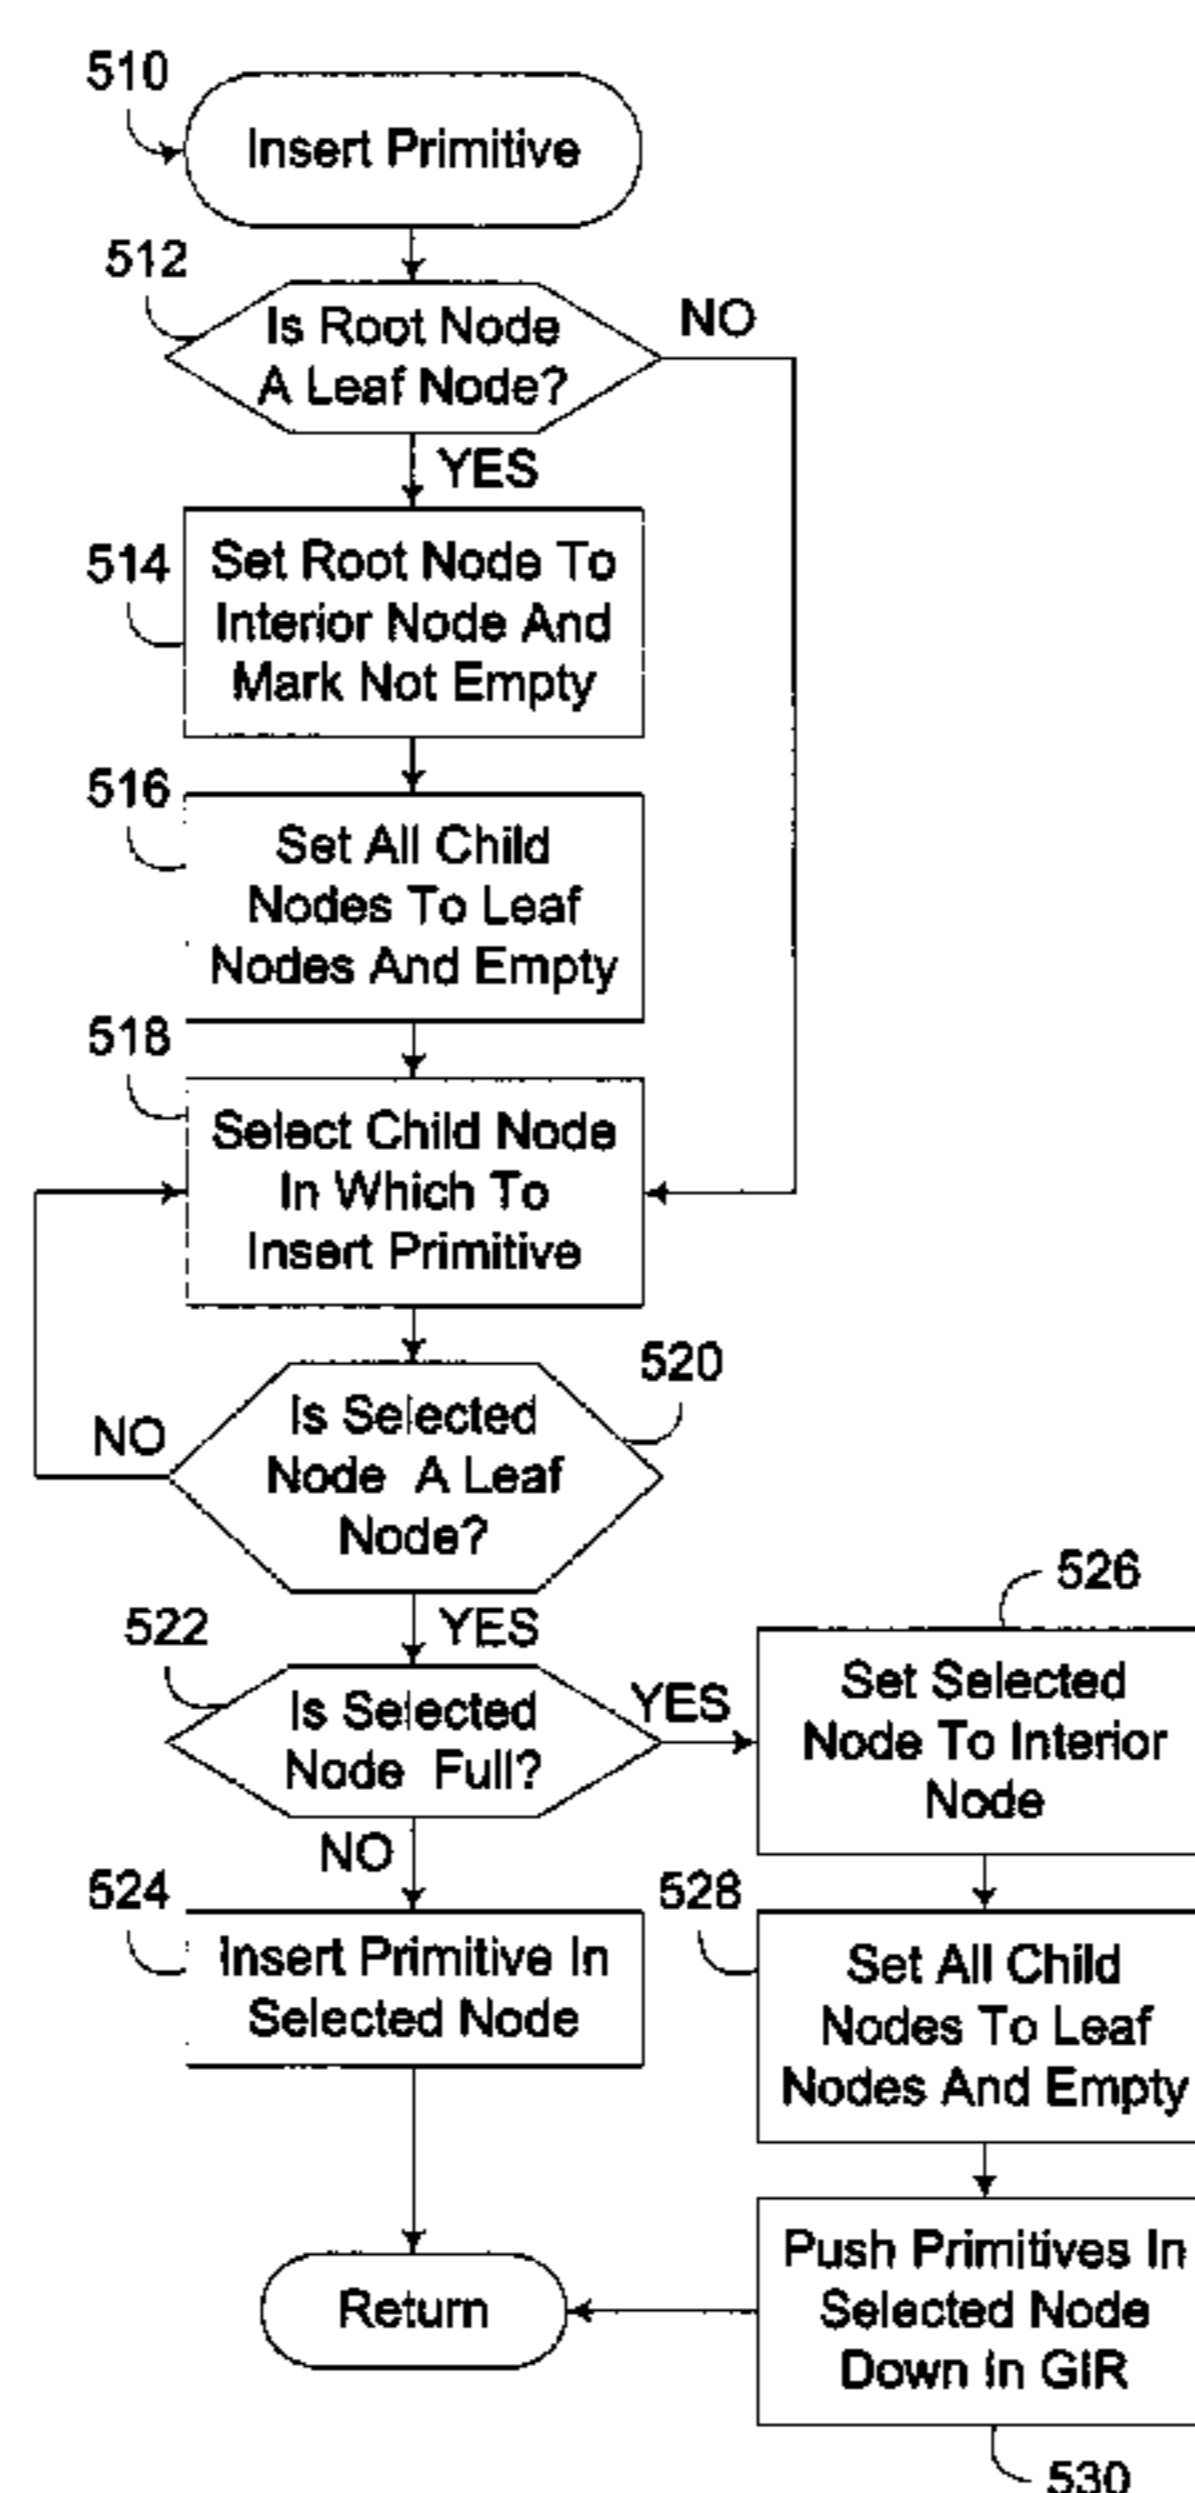 510
Insert Primitive
512
Is Root Node
A Leaf Node?
NO
YES
514
Set Root Node To
Interior Node And
Mark Not Empty
516
Set All Child
Nodes To Leaf
Nodes And Empty
518
Select Child Node
In Which To
Insert Primitive
520
Is Selected
Node A Leaf
Node?
NO
YES
522
Is Selected
Node Full?
YES
NO
526
Set Selected
Node To Interior
Node
524
Insert Primitive In
Selected Node
528
Set All Child
Nodes To Leaf
Nodes And Empty
Return
Push Primitives In
Selected Node
Down In GIR
530